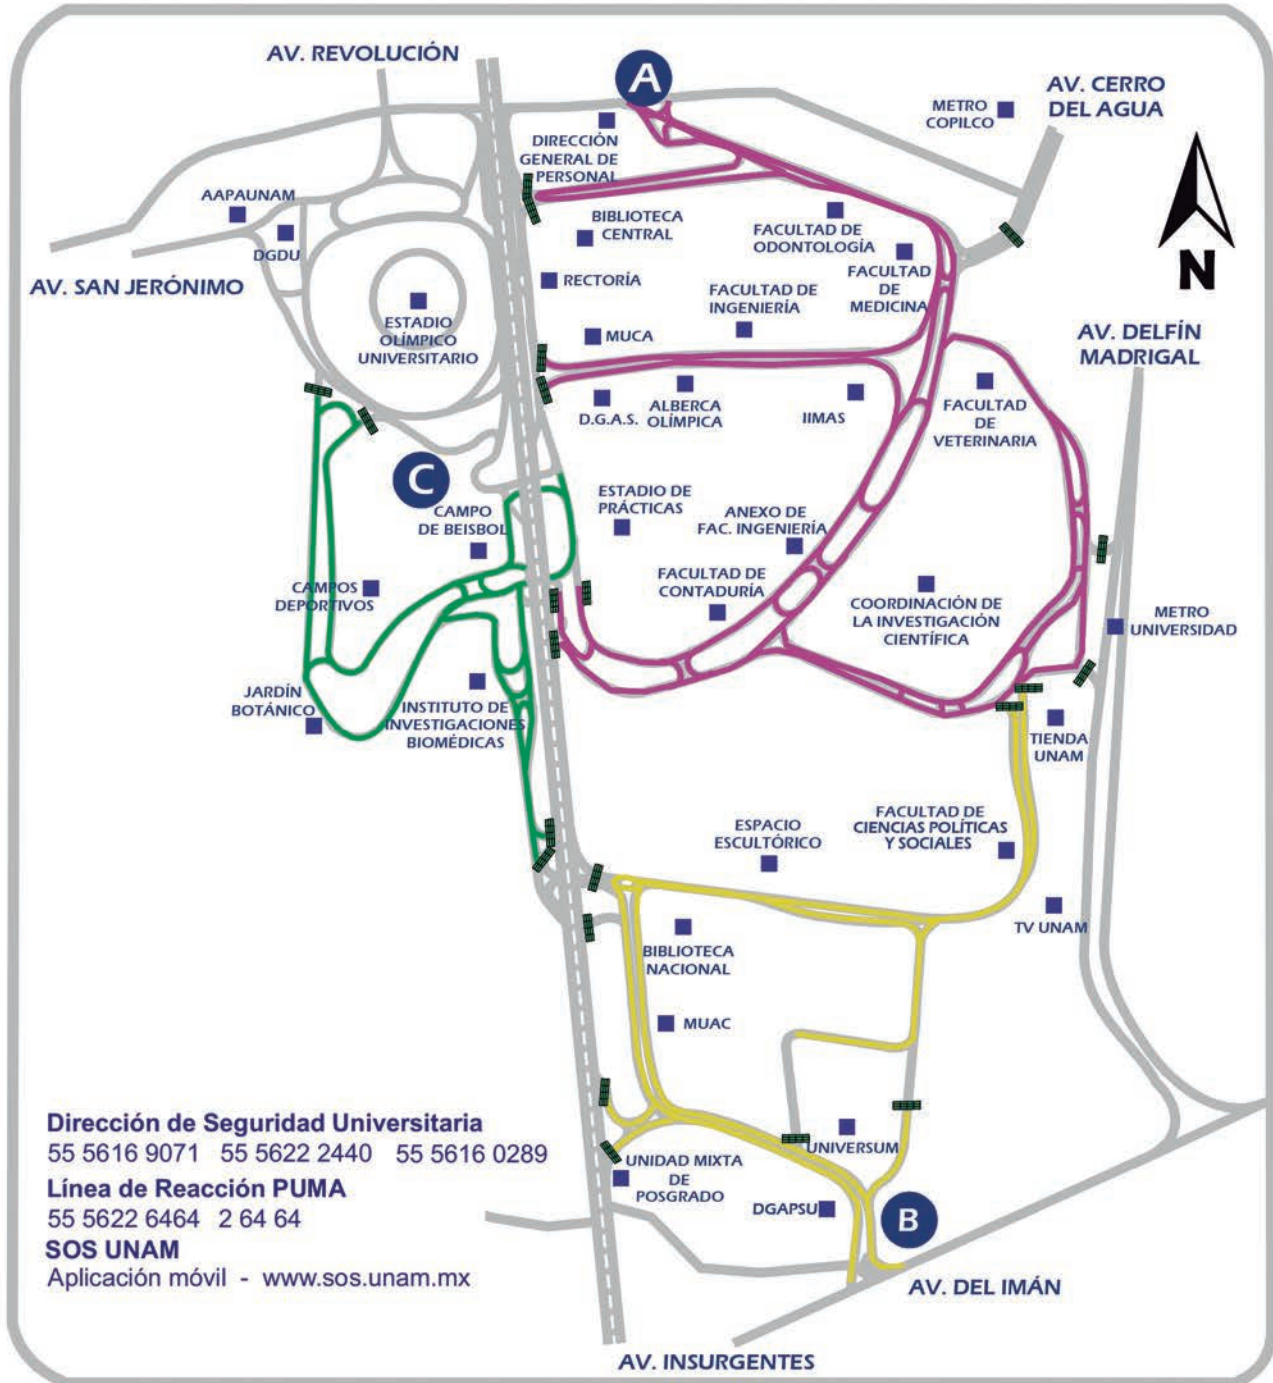 AV. REVOLUCIÓN
A
AV. CERRO
DEL AGUA
METRO
COPILCO
DIRECCIÓN
GENERAL DE
PERSONAL
AAPAUNAM
DGDU
BIBLIOTECA
CENTRAL
FACULTAD DE
ODONTOLOGÍA
FACULTAD
DE
MEDICINA
N
AV. SAN JERÓNIMO
RECTORÍA
FACULTAD DE
INGENIERÍA
ESTADIO
OLÍMPICO
UNIVERSITARIO
MUCA
AV. DELFÍN
MADRIGAL
D.G.A.S.
ALBERCA
OLÍMPICA
IIMAS
FACULTAD
DE
VETERINARIA
C
CAMPO
DE BEISBOL
ESTADIO DE
PRÁCTICAS
ANEXO DE
FAC. INGENIERÍA
CAMPOS
DEPORTIVOS
FACULTAD DE
CONTADURÍA
COORDINACIÓN DE
LA INVESTIGACIÓN
CIENTÍFICA
METRO
UNIVERSIDAD
JARDÍN
BOTÁNICO
INSTITUTO DE
INVESTIGACIONES
BIOMÉDICAS
TIENDA
UNAM
ESPACIO
ESCULTÓRICO
FACULTAD DE
CIENCIAS POLÍTICAS
Y SOCIALES
TV UNAM
BIBLIOTECA
NACIONAL
MUAC
UNIVERSUM
UNIDAD MIXTA
DE
POSGRADO
DGAPSU
B
AV. DEL IMÁN
AV. INSURGENTES
Dirección de Seguridad Universitaria
55 5616 9071 55 5622 2440 55 5616 0289
Línea de Reacción PUMA
55 5622 6464 2 64 64
SOS UNAM
Aplicación móvil - www.sos.unam.mx